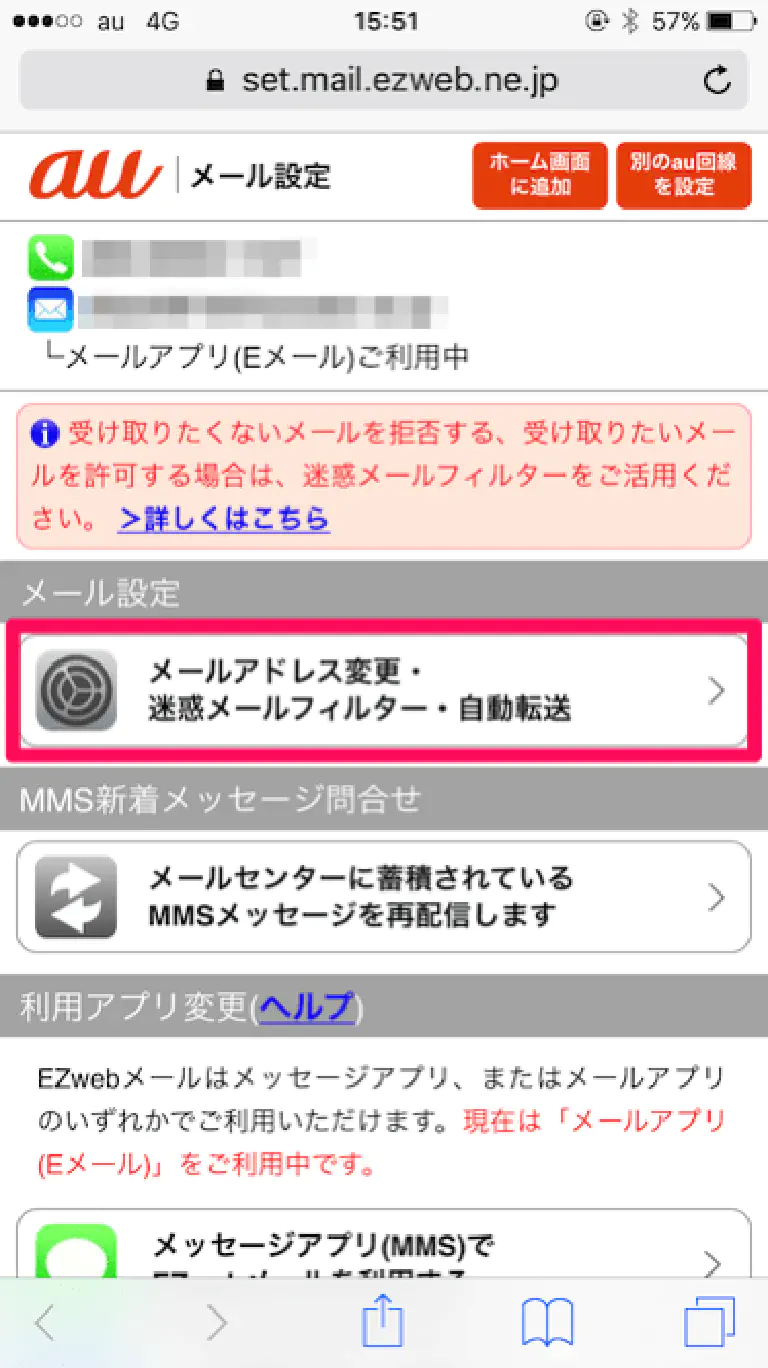 au 4G 15:51 57%
set.mail.ezweb.ne.jp
au メール設定
ホーム画面
に追加
別のau回線
を設定
└メールアプリ(Eメール)ご利用中
受け取りたくないメールを拒否する、受け取りたいメー
ルを許可する場合は、迷惑メールフィルターをご活用くだ
さい。 >詳しくはこちら
メール設定
メールアドレス変更・
迷惑メールフィルター・自動転送
MMS新着メッセージ問合せ
メールセンターに蓄積されている
MMSメッセージを再配信します
利用アプリ変更(ヘルプ)
EZwebメールはメッセージアプリ、またはメールアプリ
のいずれかでご利用いただけます。現在は「メールアプリ
(Eメール)」をご利用中です。
メッセージアプリ(MMS)で